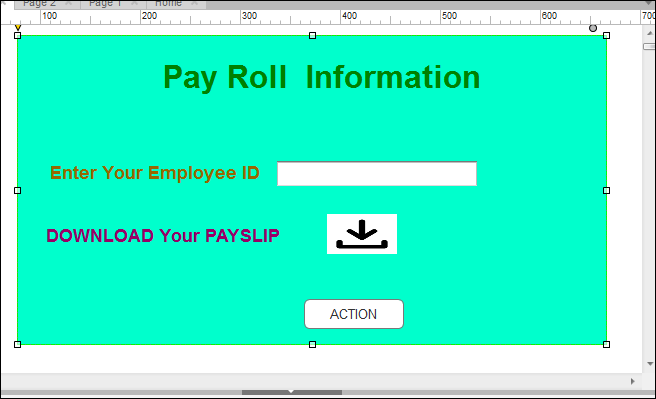 Page 2 Page 1 Home
100 200 300 400 500 600 700
Pay Roll Information
Enter Your Employee ID
DOWNLOAD Your PAYSLIP
ACTION